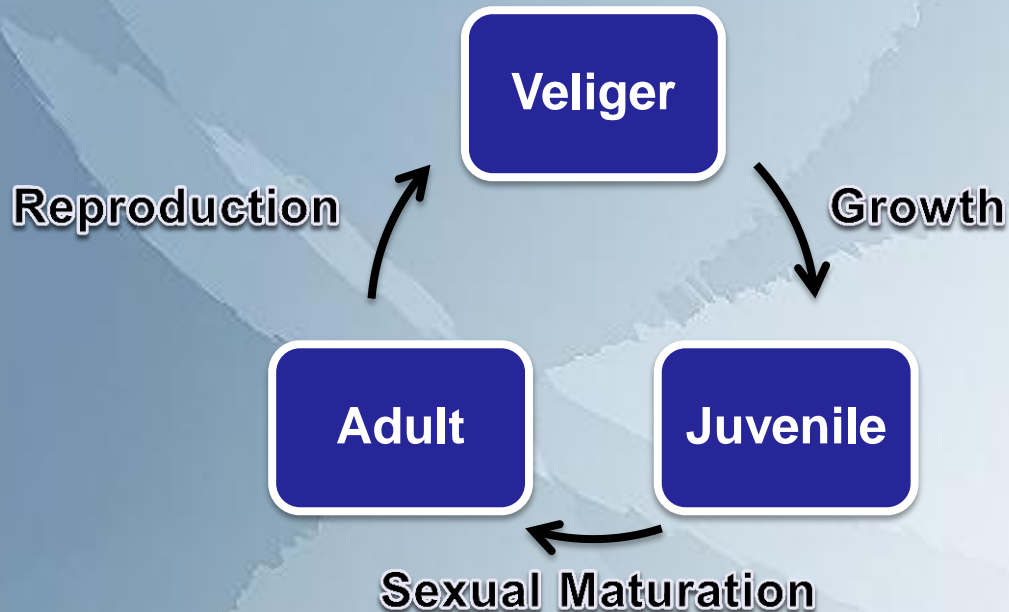 Veliger
Reproduction
Growth
Adult
Juvenile
Sexual Maturation